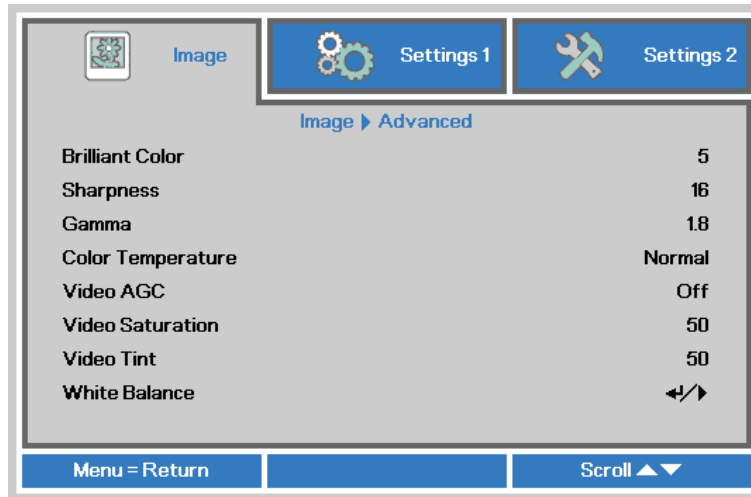 Image Settings 1 Settings 2
Image ▶ Advanced
Brilliant Color 5
Sharpness 16
Gamma 1.8
Color Temperature Normal
Video AGC Off
Video Saturation 50
Video Tint 50
White Balance ↵/▶
Menu = Return Scroll ▲▼